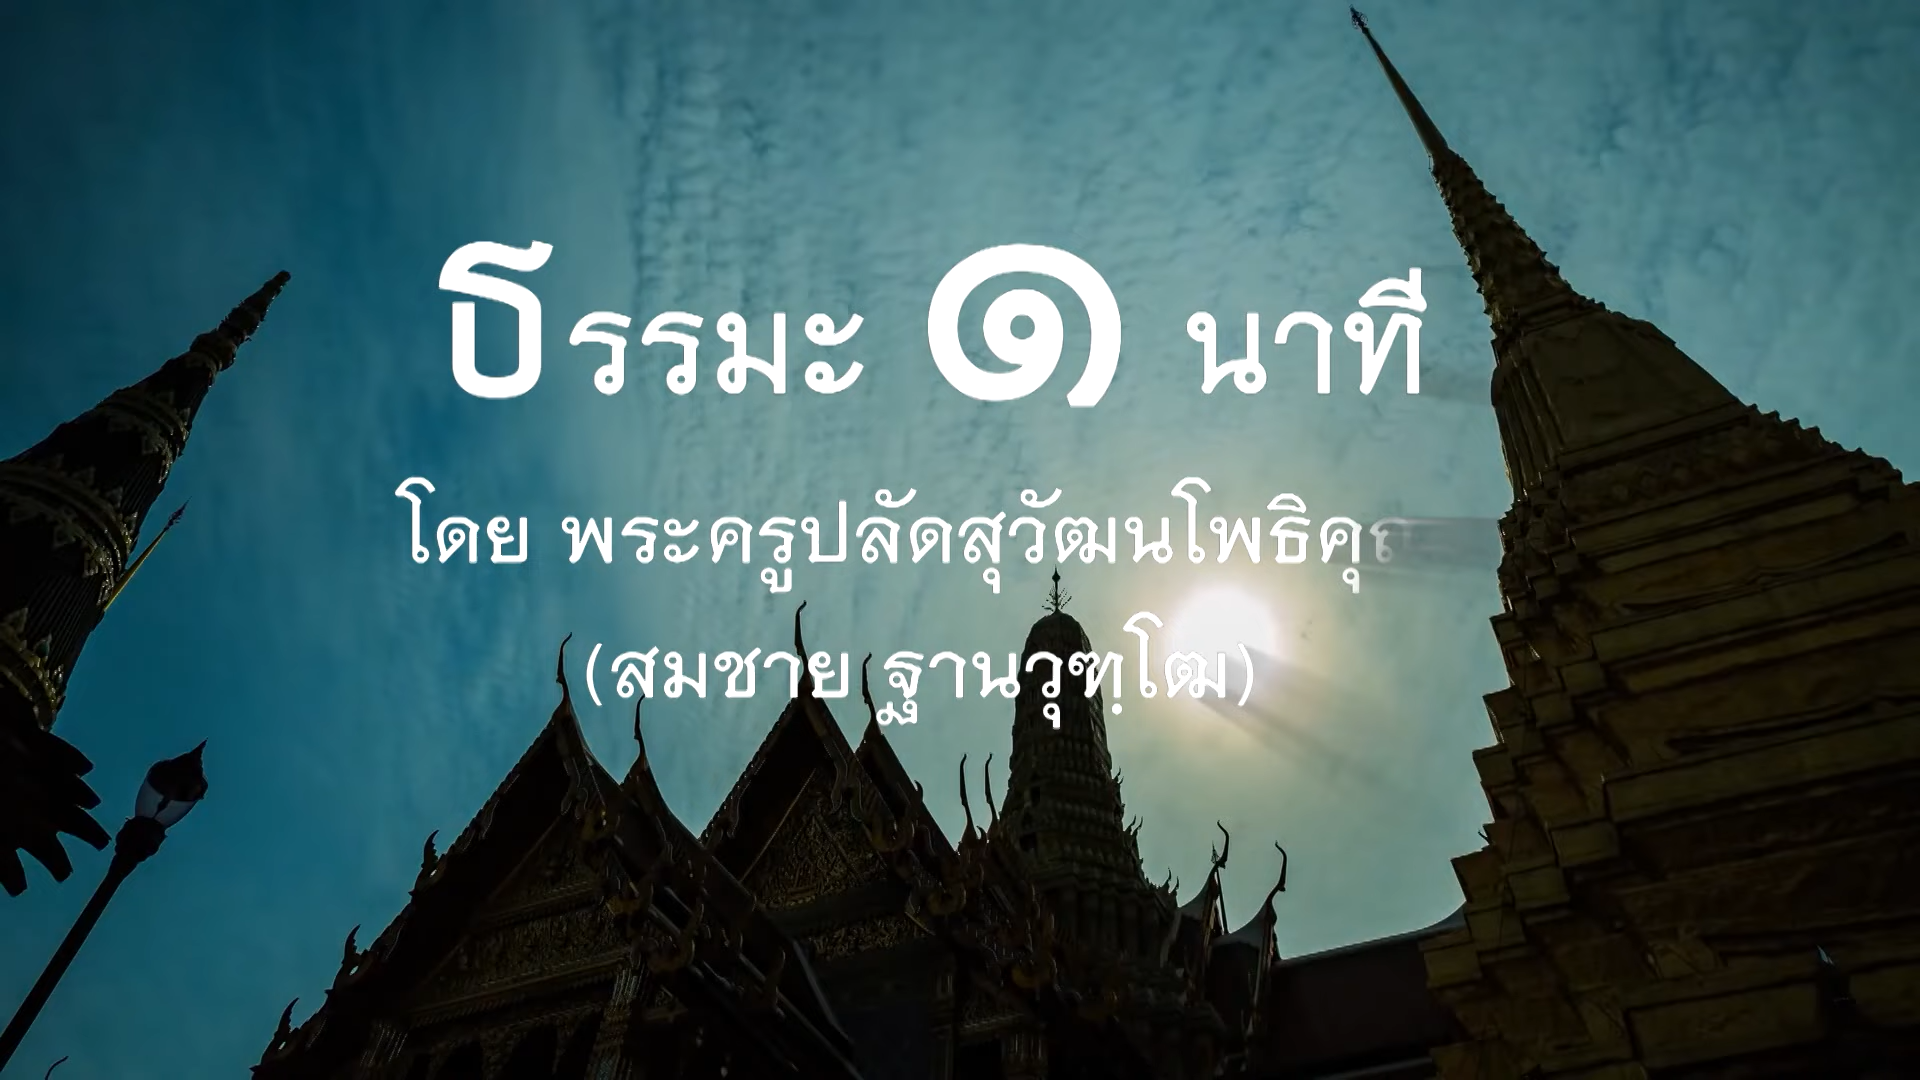 ธรรมะ ๑ นาที
โดย พระครูปลัดสุวัฒนโพธิคุณ
(สมชาย ฐานวุฑฺโฒ)